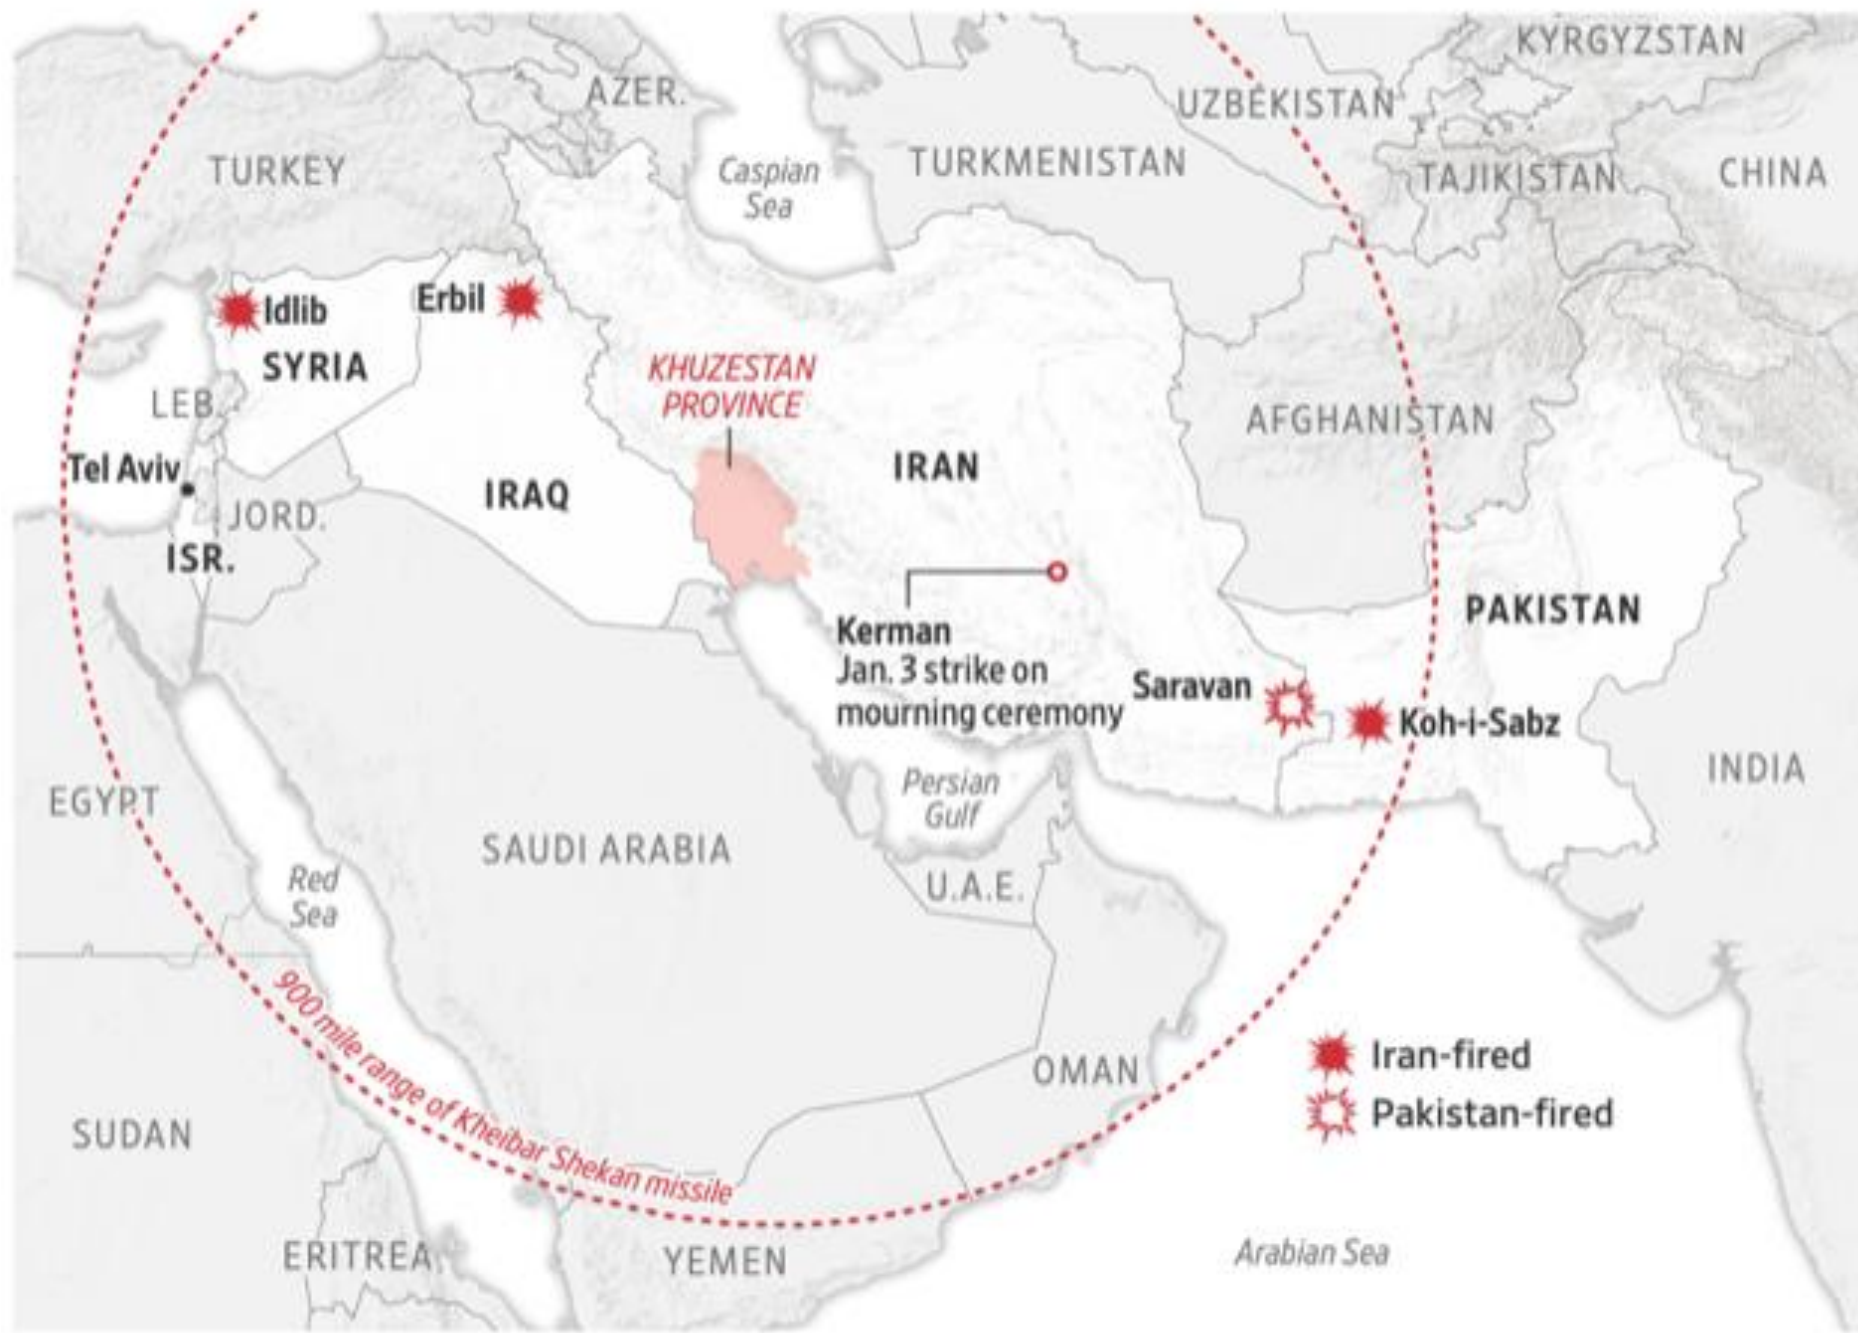 KYRGYZSTAN
AZER.
UZBEKISTAN
TURKEY
Caspian
Sea
TURKMENISTAN
TAJIKISTAN
CHINA
Idlib
Erbil
SYRIA
KHUZESTAN
PROVINCE
LEB.
AFGHANISTAN
Tel Aviv
IRAQ
IRAN
JORD.
ISR.
PAKISTAN
Kerman
Jan. 3 strike on
mourning ceremony
Saravan
Koh-i-Sabz
INDIA
EGYPT
Persian
Gulf
SAUDI ARABIA
Red
Sea
U.A.E.
900 mile range of Kheibar Shekan missile
OMAN
Iran-fired
Pakistan-fired
SUDAN
ERITREA
YEMEN
Arabian Sea